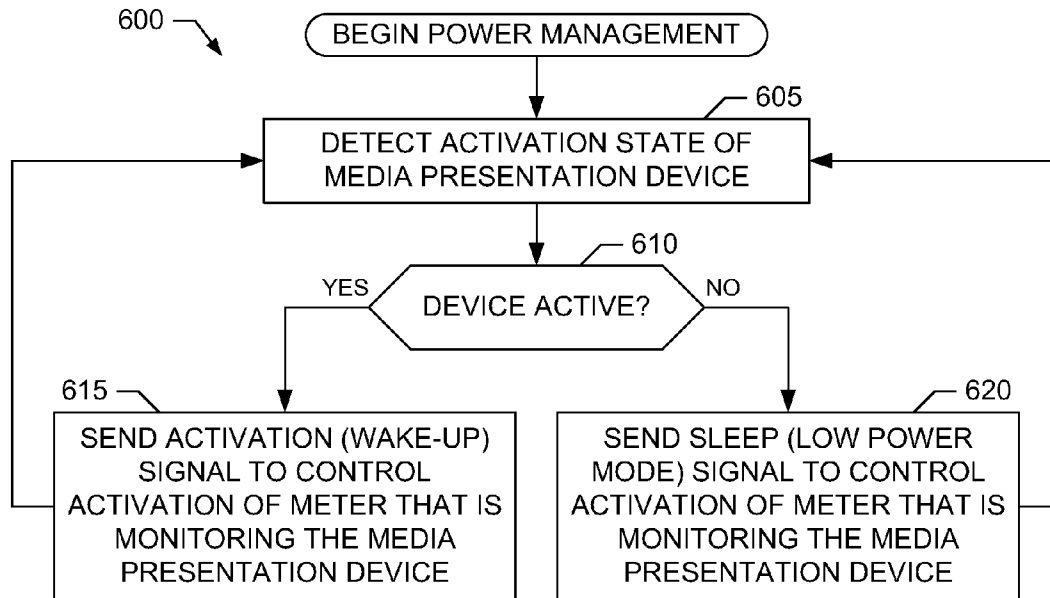 600
BEGIN POWER MANAGEMENT
605
DETECT ACTIVATION STATE OF
MEDIA PRESENTATION DEVICE
610
YES
DEVICE ACTIVE?
NO
615
SEND ACTIVATION (WAKE-UP)
SIGNAL TO CONTROL
ACTIVATION OF METER THAT IS
MONITORING THE MEDIA
PRESENTATION DEVICE
620
SEND SLEEP (LOW POWER
MODE) SIGNAL TO CONTROL
ACTIVATION OF METER THAT IS
MONITORING THE MEDIA
PRESENTATION DEVICE